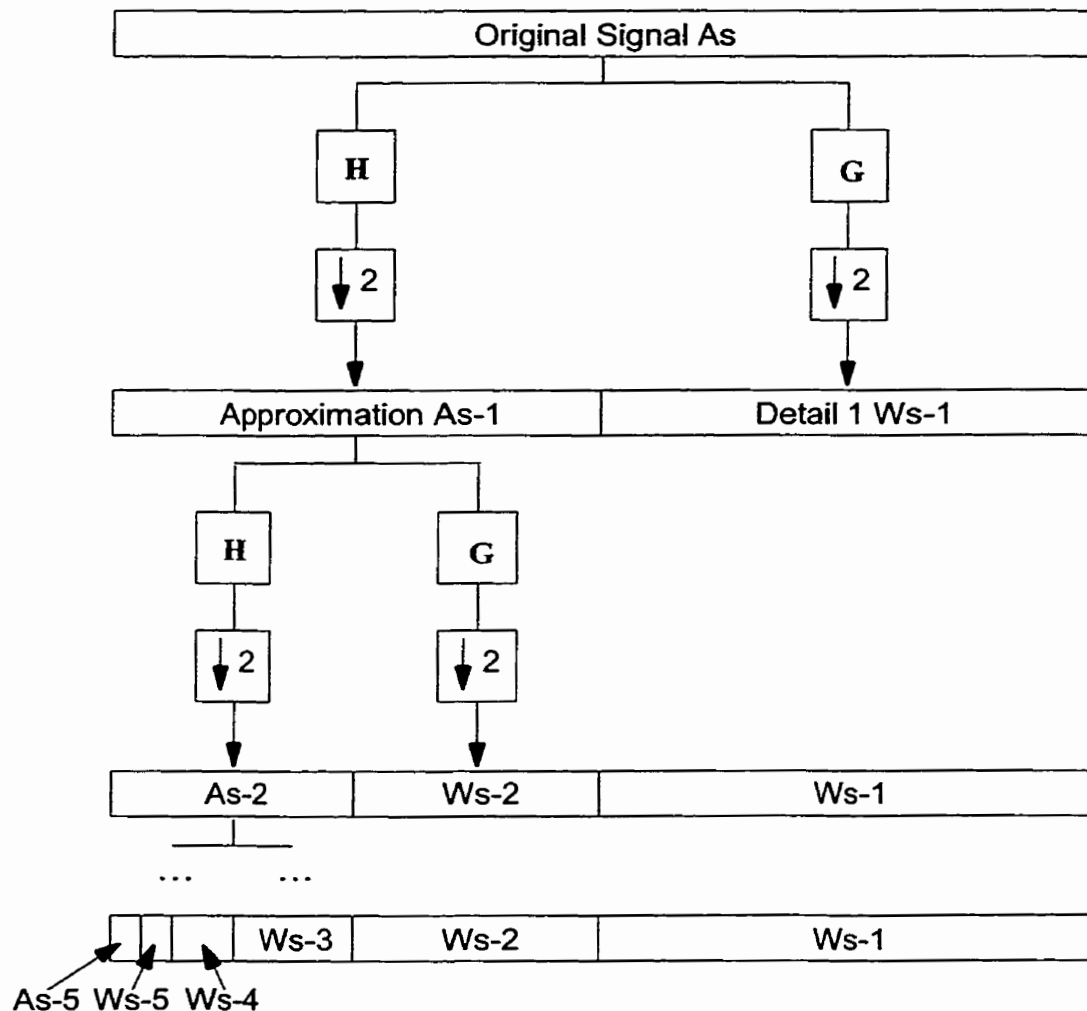 Original Signal As
H G
2 2
Approximation As-1 Detail 1 Ws-1
H G
2 2
As-2 Ws-2 Ws-1
... ...
Ws-3 Ws-2 Ws-1
As-5 Ws-5 Ws-4